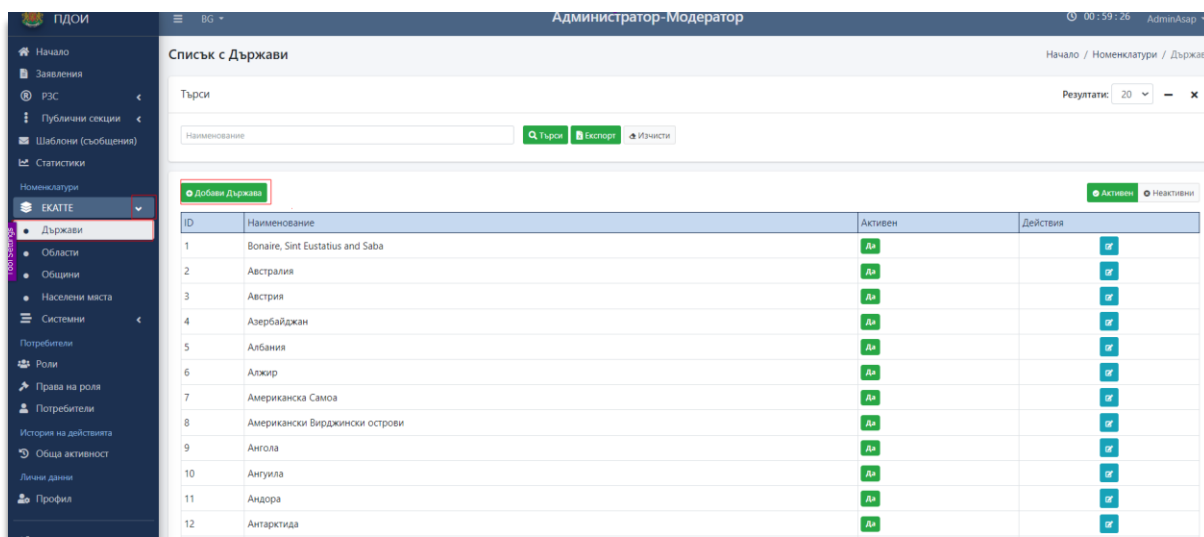 ПДОИ
BG
Администратор-Модератор
00:59:26
AdminAsap
Начало
Заявления
РЗС
Публични секции
Шаблони (съобщения)
Статистики
Номенклатури
ЕКАТТЕ
Държави
Области
Общини
Населени места
Системни
Потребители
Роли
Права на роля
Потребители
История на действията
Обща активност
Лични данни
Профил
Tool Settings
Списък с Държави
Начало / Номенклатури / Държав
Търси
Резултати: 20
Наименование
Търси
Експорт
Изчисти
Добави Държава
Активен
Неактивни
ID Наименование Активен Действия
1 Bonaire, Sint Eustatius and Saba Да
2 Австралия Да
3 Австрия Да
4 Азербайджан Да
5 Албания Да
6 Алжир Да
7 Американска Самоа Да
8 Американски Вирджински острови Да
9 Ангола Да
10 Ангуила Да
11 Андора Да
12 Антарктида Да